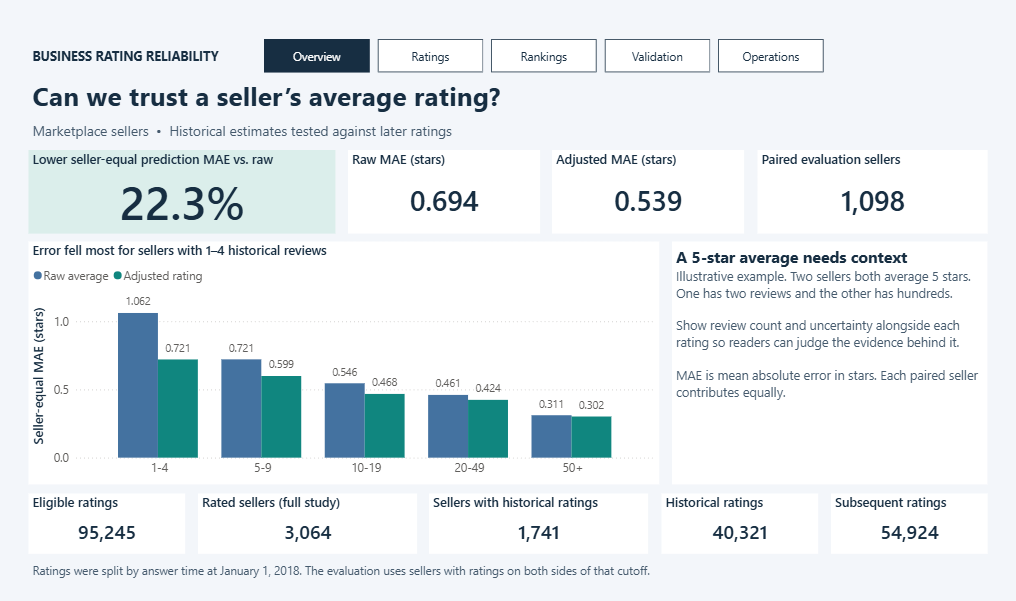 BUSINESS RATING RELIABILITY
Overview
Ratings
Rankings
Validation
Operations
Can we trust a seller’s average rating?
Marketplace sellers • Historical estimates tested against later ratings
Lower seller-equal prediction MAE vs. raw
22.3%
Raw MAE (stars)
0.694
Adjusted MAE (stars)
0.539
Paired evaluation sellers
1,098
Error fell most for sellers with 1–4 historical reviews
Raw average
Adjusted rating
Seller-equal MAE (stars)
1.0
0.5
0.0
1.062
0.721
0.721
0.599
0.546
0.468
0.461
0.424
0.311
0.302
1-4
5-9
10-19
20-49
50+
A 5-star average needs context
Illustrative example. Two sellers both average 5 stars.
One has two reviews and the other has hundreds.
Show review count and uncertainty alongside each
rating so readers can judge the evidence behind it.
MAE is mean absolute error in stars. Each paired seller
contributes equally.
Eligible ratings
95,245
Rated sellers (full study)
3,064
Sellers with historical ratings
1,741
Historical ratings
40,321
Subsequent ratings
54,924
Ratings were split by answer time at January 1, 2018. The evaluation uses sellers with ratings on both sides of that cutoff.